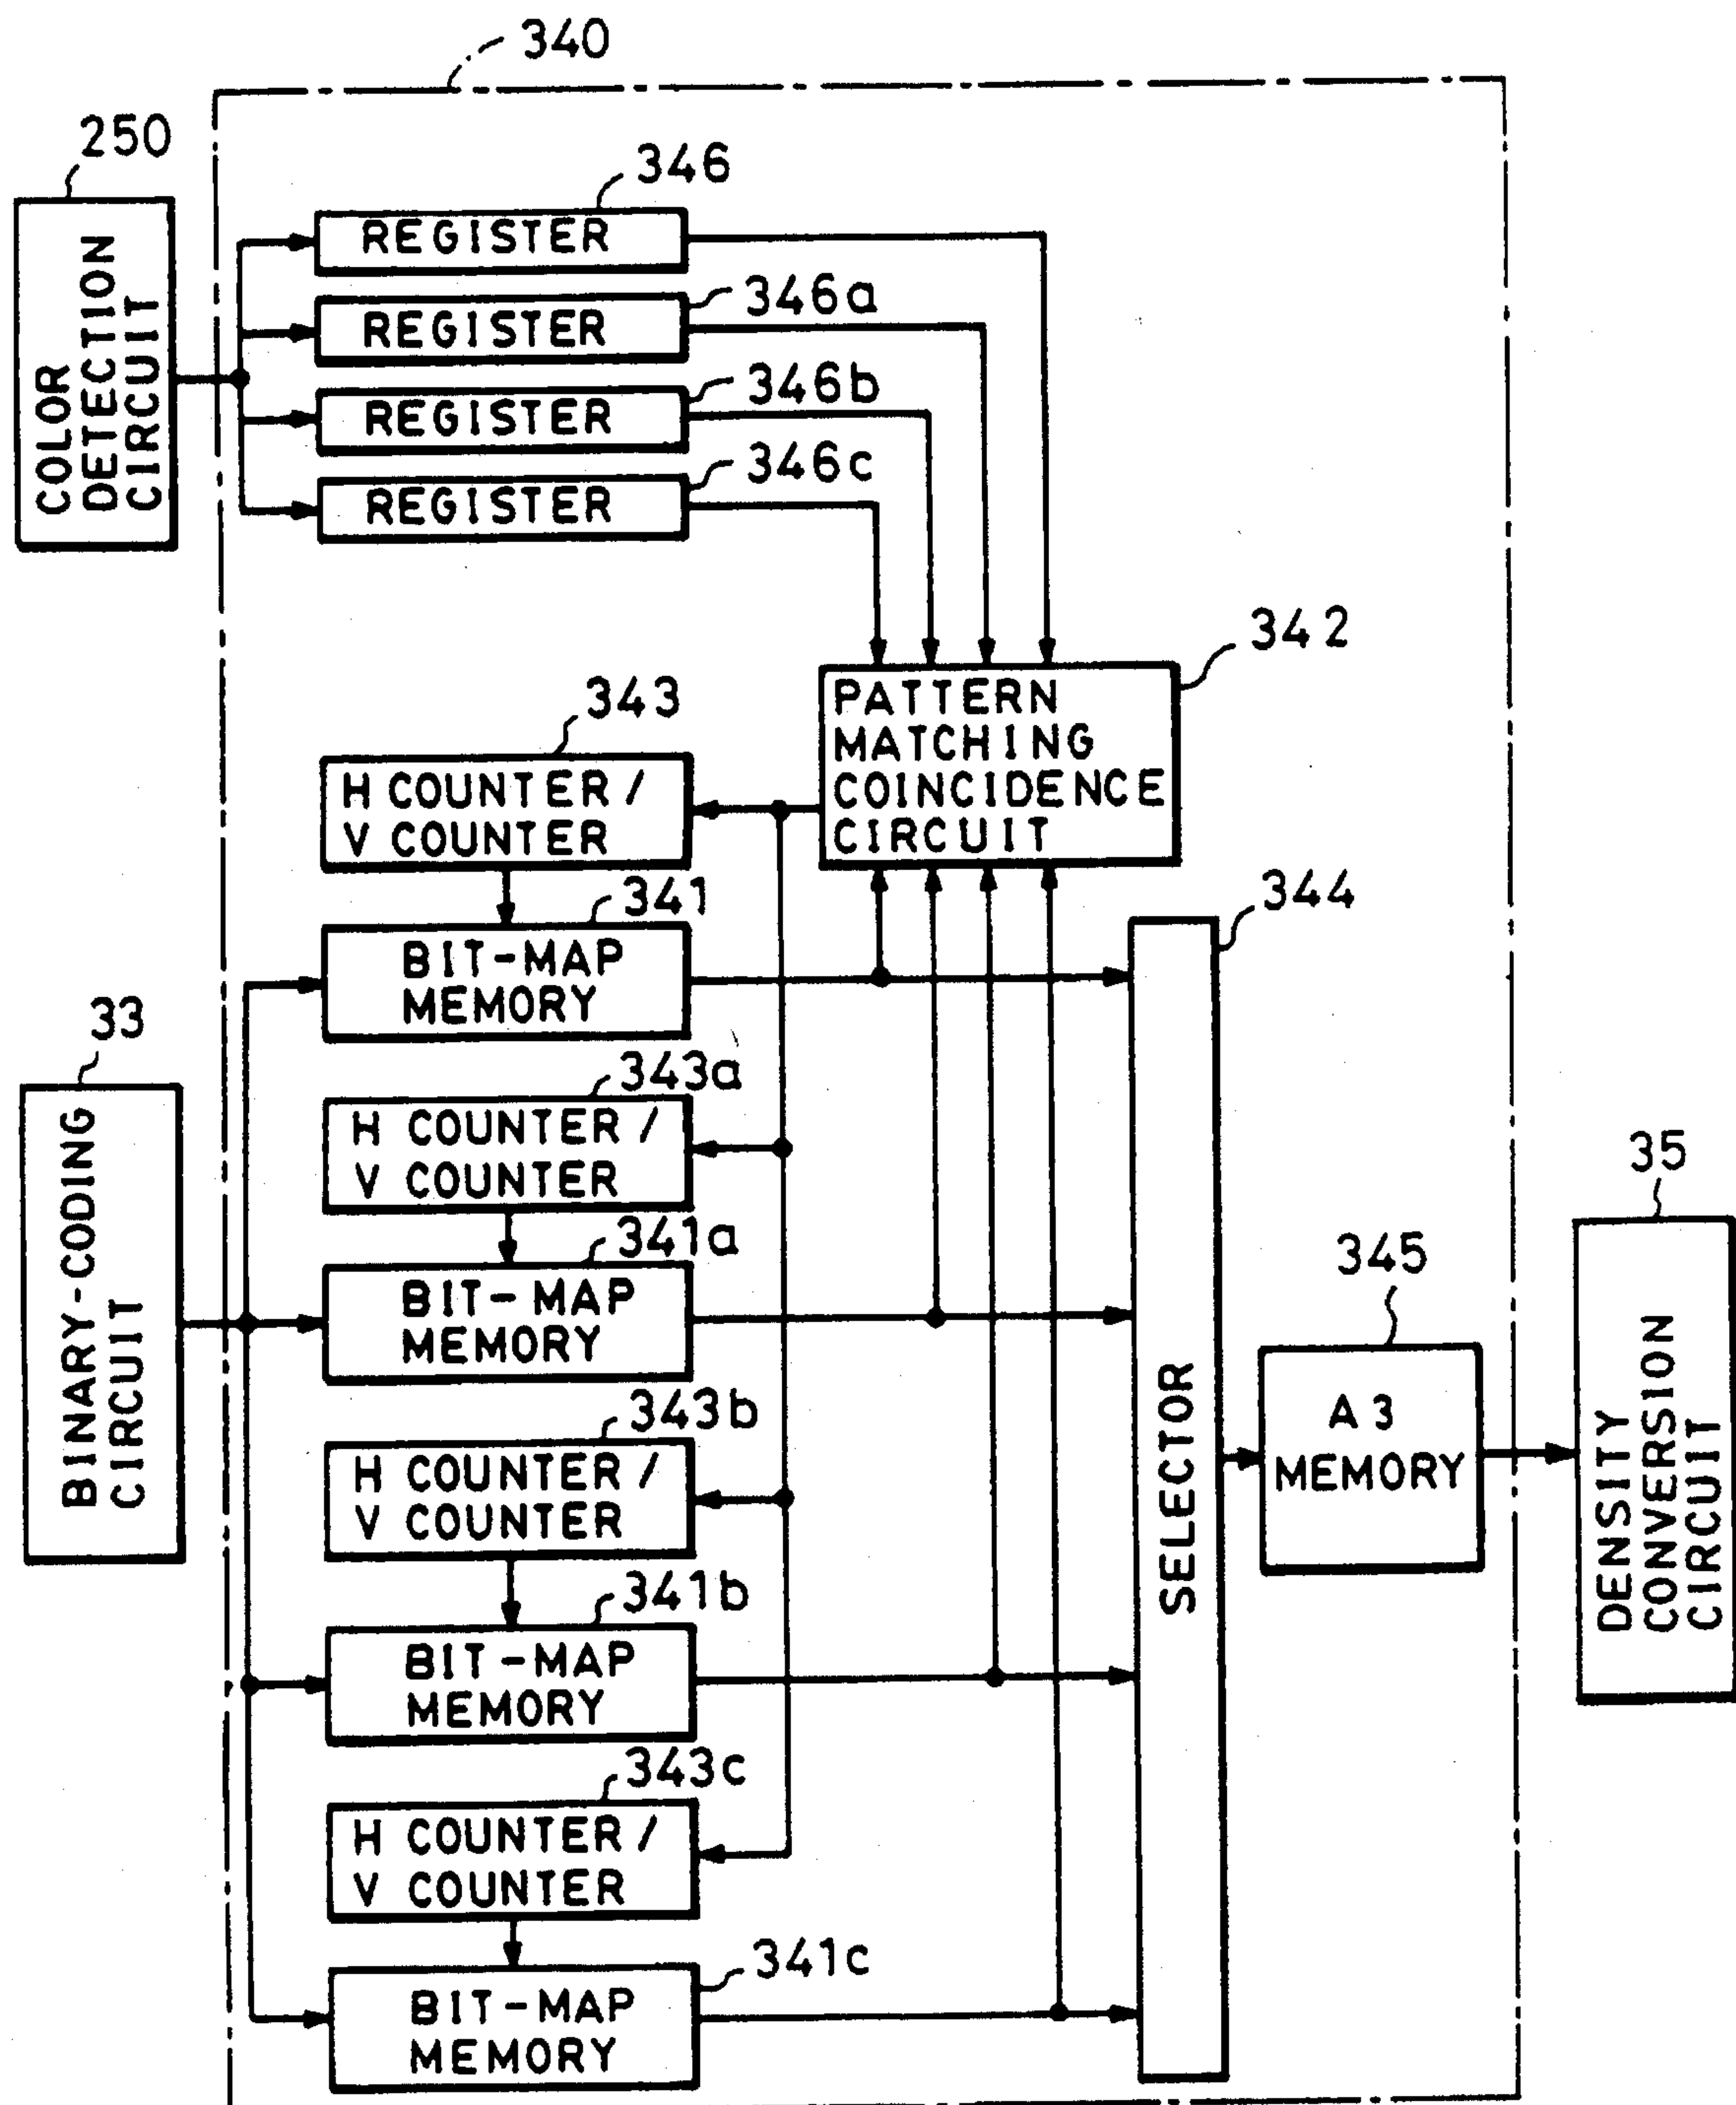 340
250
COLOR
DETECTION
CIRCUIT
346
REGISTER
346a
REGISTER
346b
REGISTER
346c
REGISTER
342
PATTERN
MATCHING
COINCIDENCE
CIRCUIT
343
H COUNTER /
V COUNTER
341
BIT-MAP
MEMORY
344
SELECTOR
33
BINARY-CODING
CIRCUIT
343a
H COUNTER /
V COUNTER
341a
BIT-MAP
MEMORY
345
A3
MEMORY
35
DENSITY
CONVERSION
CIRCUIT
343b
H COUNTER /
V COUNTER
341b
BIT-MAP
MEMORY
343c
H COUNTER /
V COUNTER
341c
BIT-MAP
MEMORY